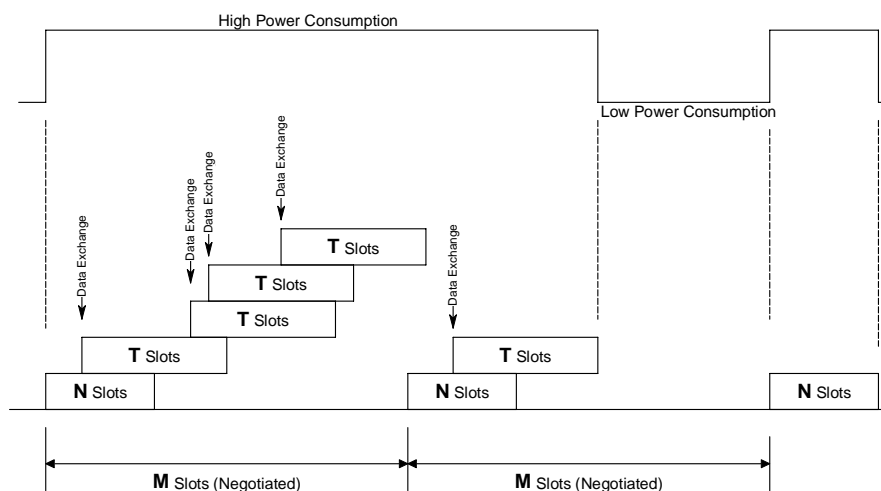 High Power Consumption
Low Power Consumption
Data Exchange
Data Exchange
Data Exchange
Data Exchange
Data Exchange
T Slots
T Slots
T Slots
T Slots
T Slots
N Slots
N Slots
N Slots
M Slots (Negotiated)
M Slots (Negotiated)